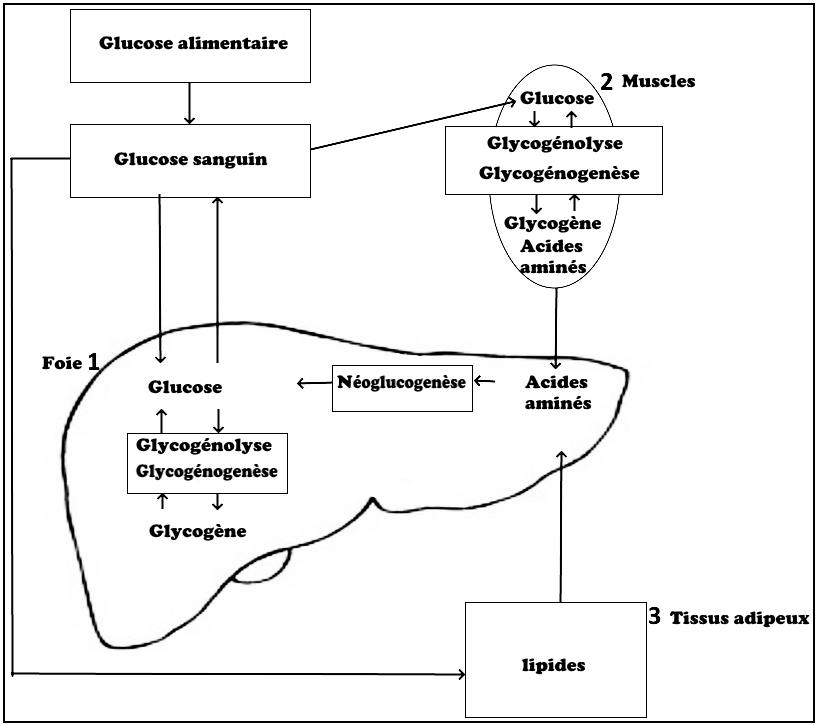 Glucose alimentaire
2 Muscles
Glucose
Glucose sanguin
Glycogénolyse
Glycogénogenèse
Glycogène
Acides
aminés
Foie 1
Glucose
Néoglucogenèse
Acides
aminés
Glycogénolyse
Glycogénogenèse
Glycogène
3 Tissus adipeux
lipides